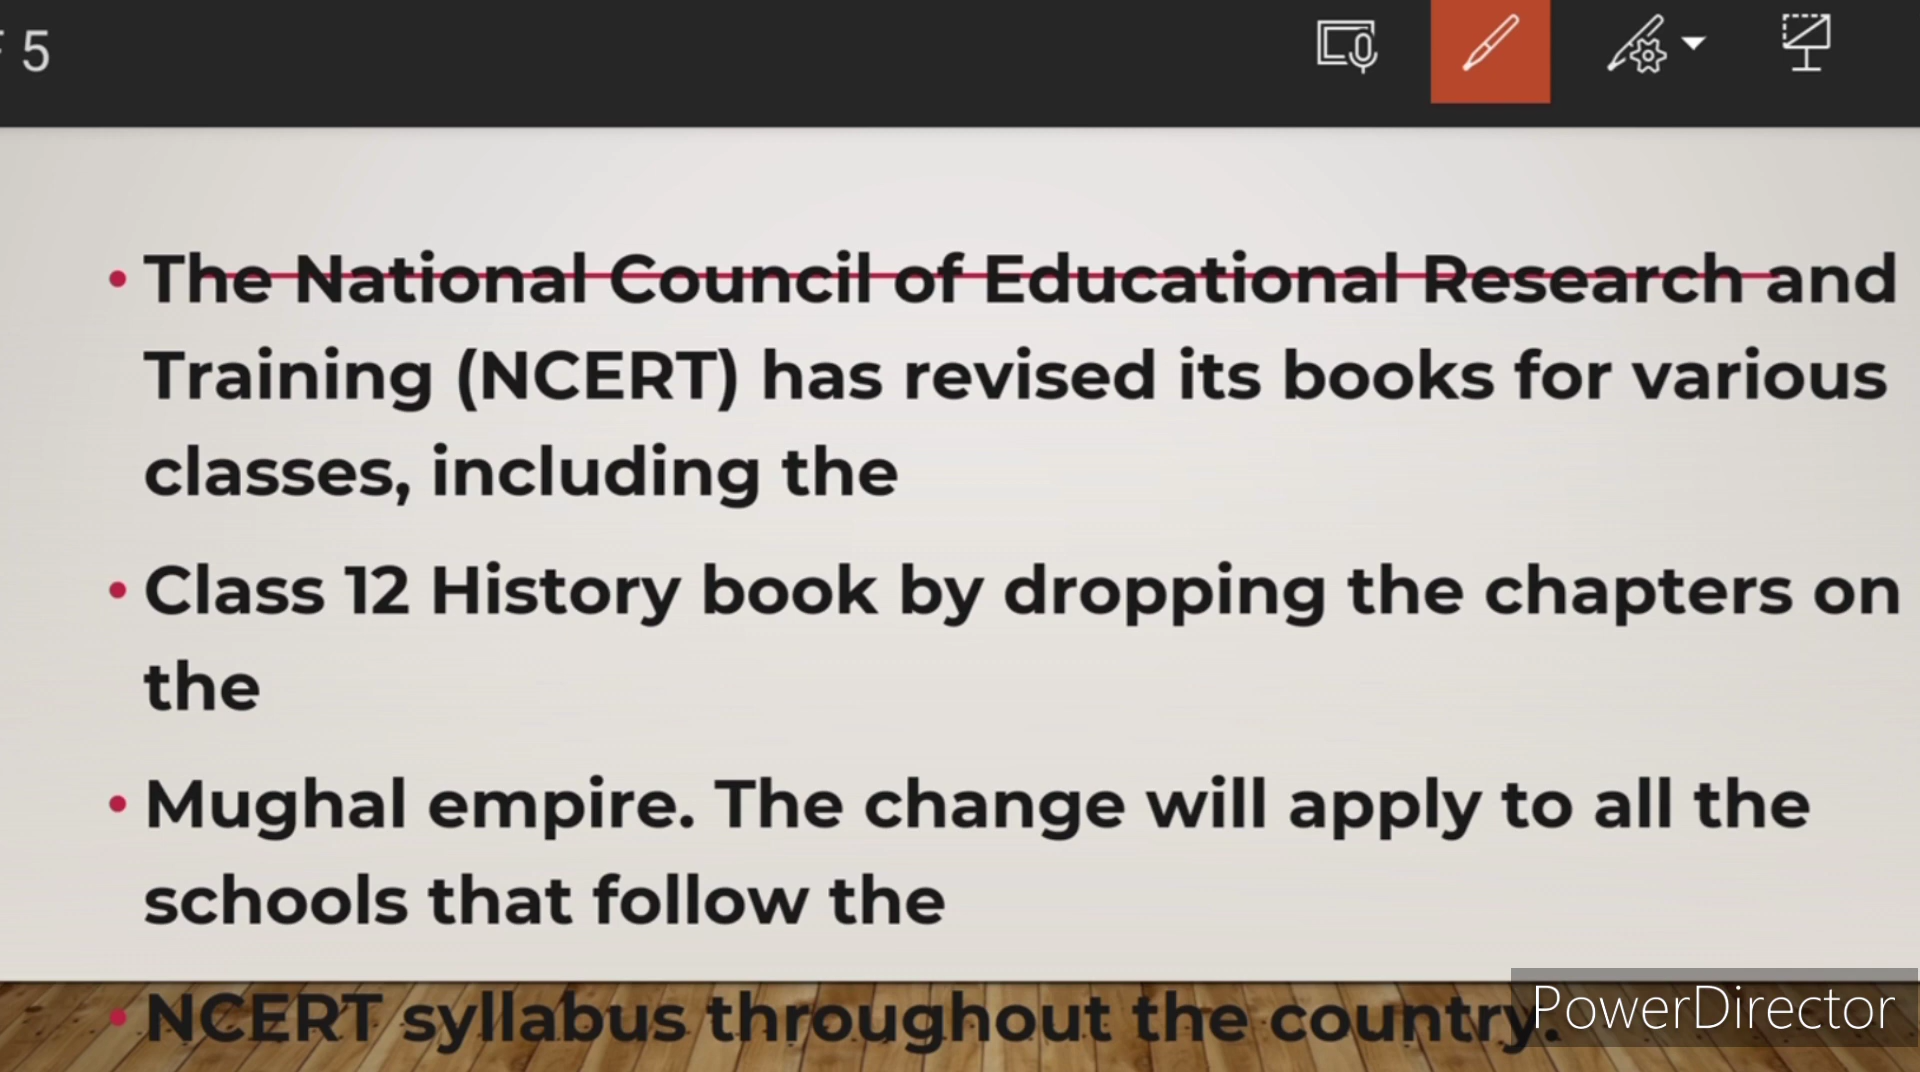 5
• The National Council of Educational Research and
Training (NCERT) has revised its books for various
classes, including the
• Class 12 History book by dropping the chapters on
the
• Mughal empire. The change will apply to all the
schools that follow the
• NCERT syllabus throughout the country.
PowerDirector